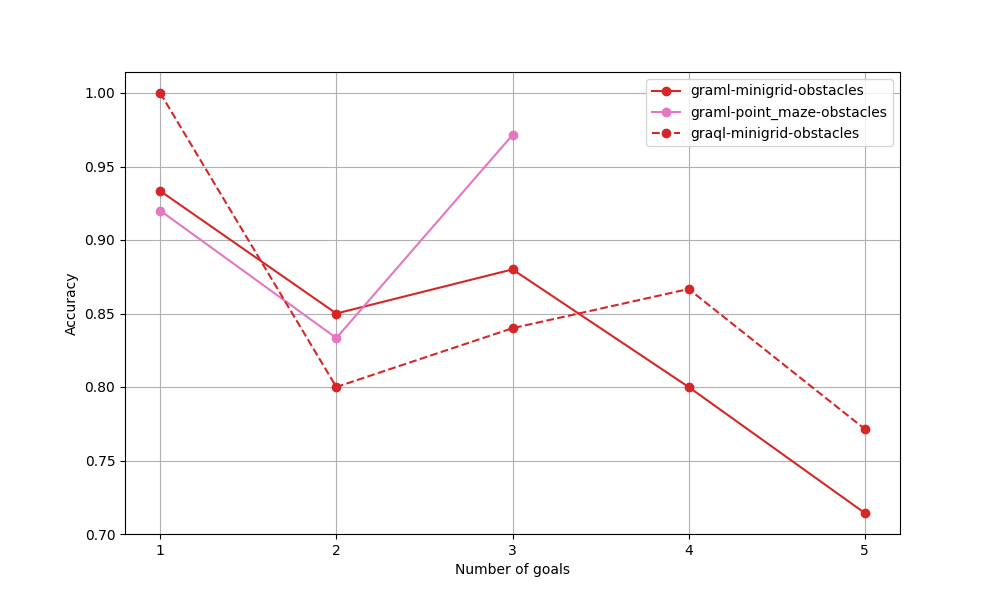 graml-minigrid-obstacles
graml-point_maze-obstacles
graql-minigrid-obstacles
1.00
0.95
0.90
0.85
0.80
0.75
0.70
Accuracy
1 2 3 4 5
Number of goals